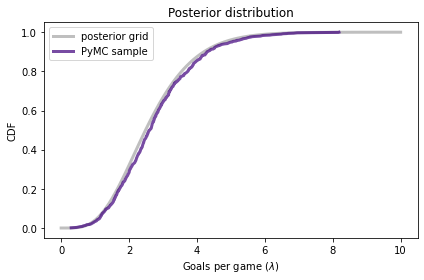 Posterior distribution
posterior grid
PyMC sample
1.0
0.8
0.6
0.4
0.2
0.0
CDF
0 2 4 6 8 10
Goals per game (λ)